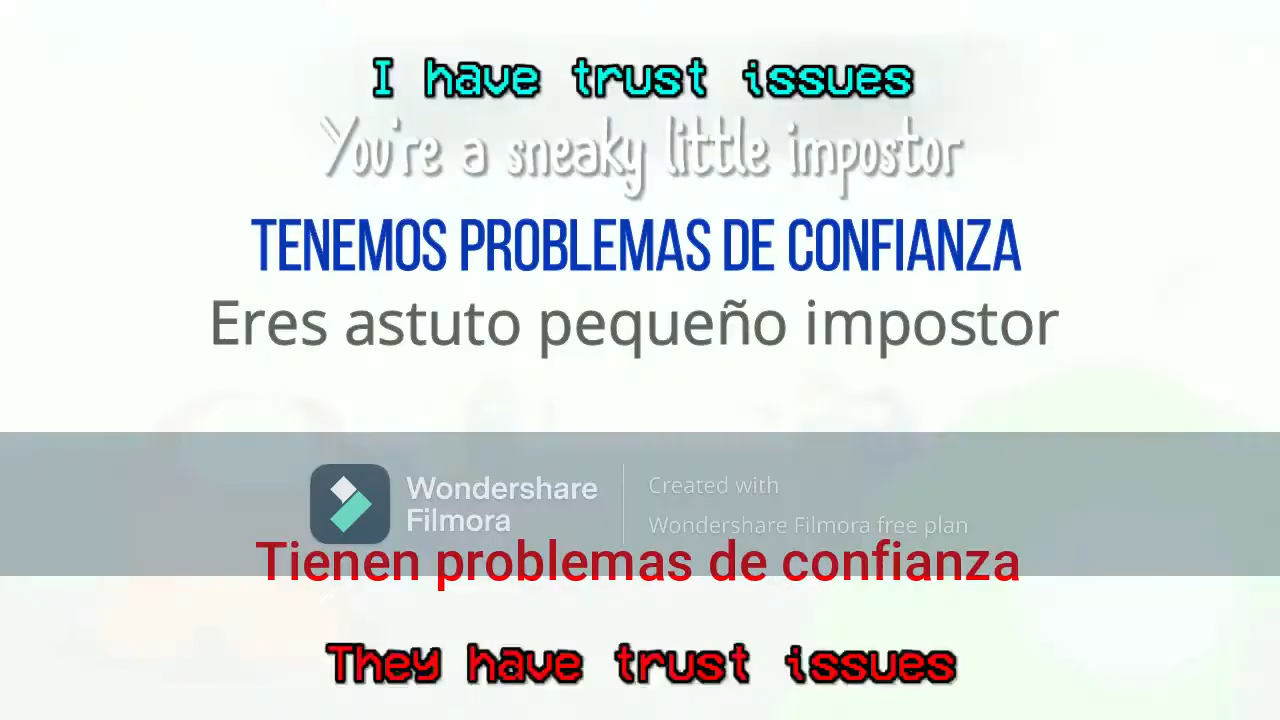 I have trust issues
You're a sneaky little impostor
TENEMOS PROBLEMAS DE CONFIANZA
Eres astuto pequeño impostor
Wondershare
Filmora
Created with
Wondershare Filmora free plan
Tienen problemas de confianza
They have trust issues